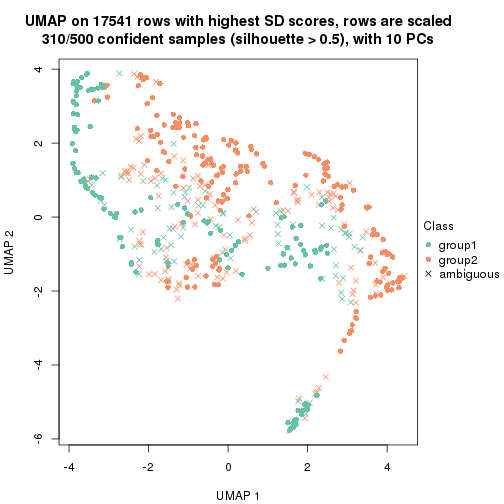 UMAP on 17541 rows with highest SD scores, rows are scaled
310/500 confident samples (silhouette > 0.5), with 10 PCs
4
2
0
-2
-4
-6
UMAP 2
-4
-2
0
2
4
UMAP 1
Class
group1
group2
ambiguous